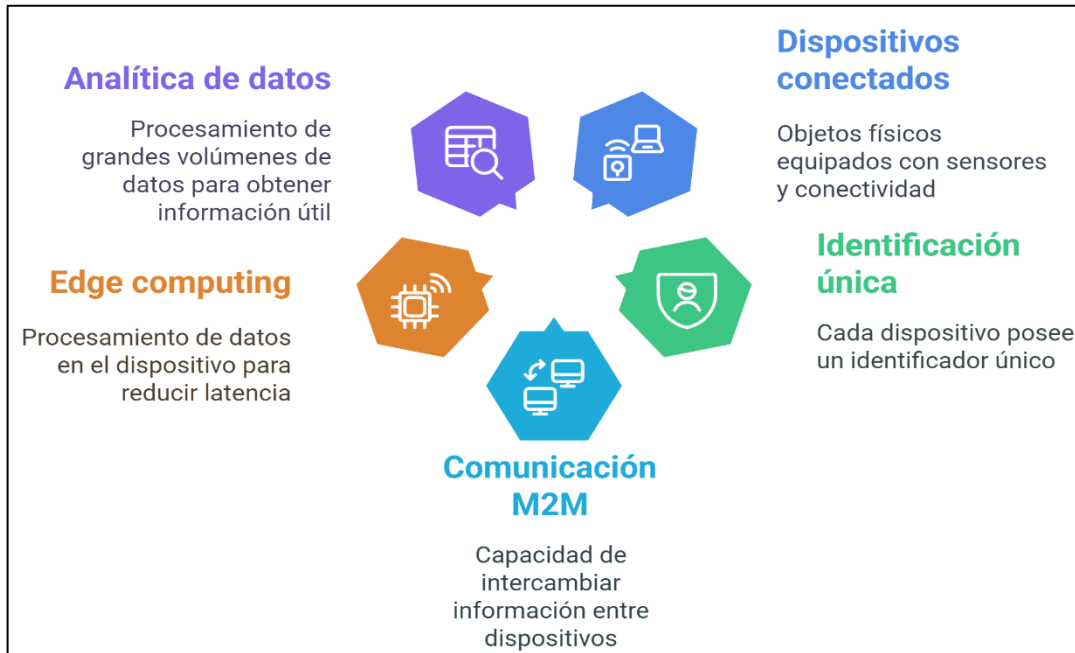 Analítica de datos
Procesamiento de
grandes volúmenes de
datos para obtener
información útil
Dispositivos
conectados
Objetos físicos
equipados con sensores
y conectividad
Edge computing
Procesamiento de datos
en el dispositivo para
reducir latencia
Identificación
única
Cada dispositivo posee
un identificador único
Comunicación
M2M
Capacidad de
intercambiar
información entre
dispositivos